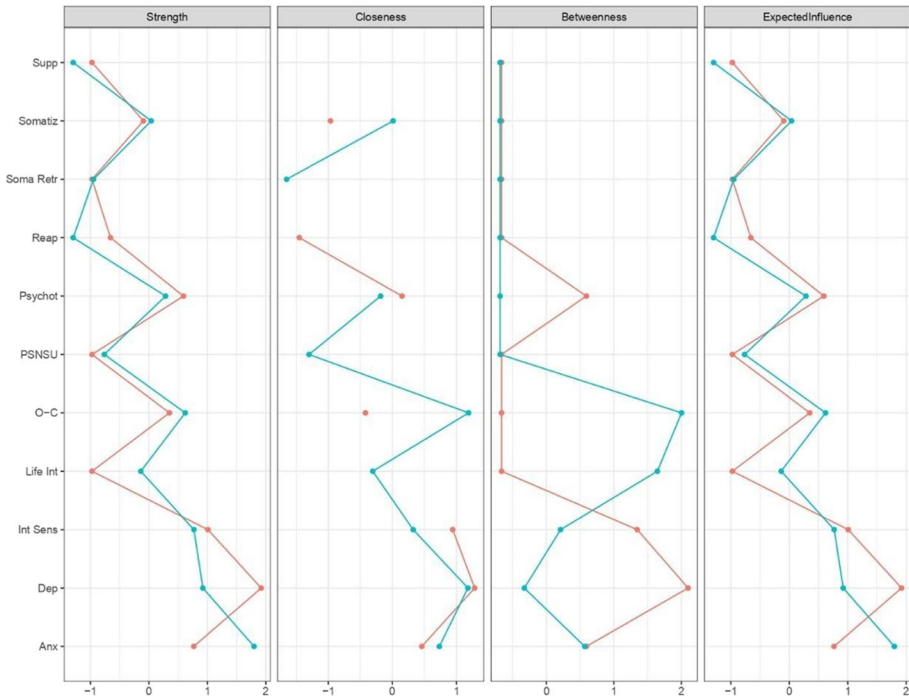 Strength Closeness Betweenness ExpectedInfluence
Supp
Somatiz
Soma Retr
Reap
Psychot
PSNSU
O−C
Life Int
Int Sens
Dep
Anx
−1 0 1 2 −1 0 1 0 1 2 −1 0 1 2